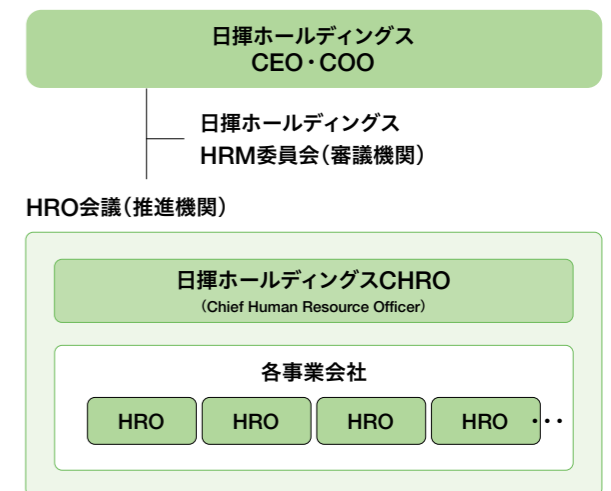 日揮ホールディングス
CEO・COO
日揮ホールディングス
HRM委員会（審議機関）
HRO会議（推進機関）
日揮ホールディングスCHRO
（Chief Human Resource Officer）
各事業会社
HRO HRO HRO HRO ･･･